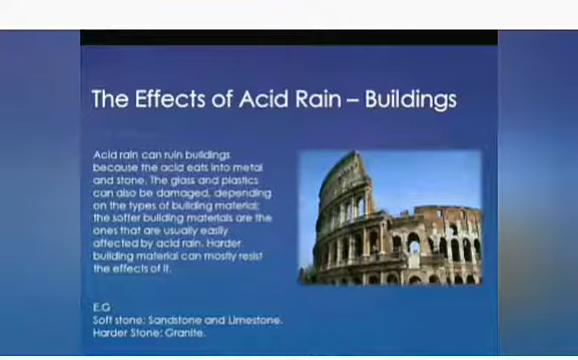 The Effects of Acid Rain – Buildings
Acid rain can ruin buildings
because the acid eats into metal
and stone. The glass and plastics
can also be damaged, depending
on the types of building material;
the softer building materials are the
ones that are usually easily
affected by acid rain. Harder
building material can mostly resist
the effects of it.
E.G
Soft stone: Sandstone and Limestone.
Harder Stone: Granite.